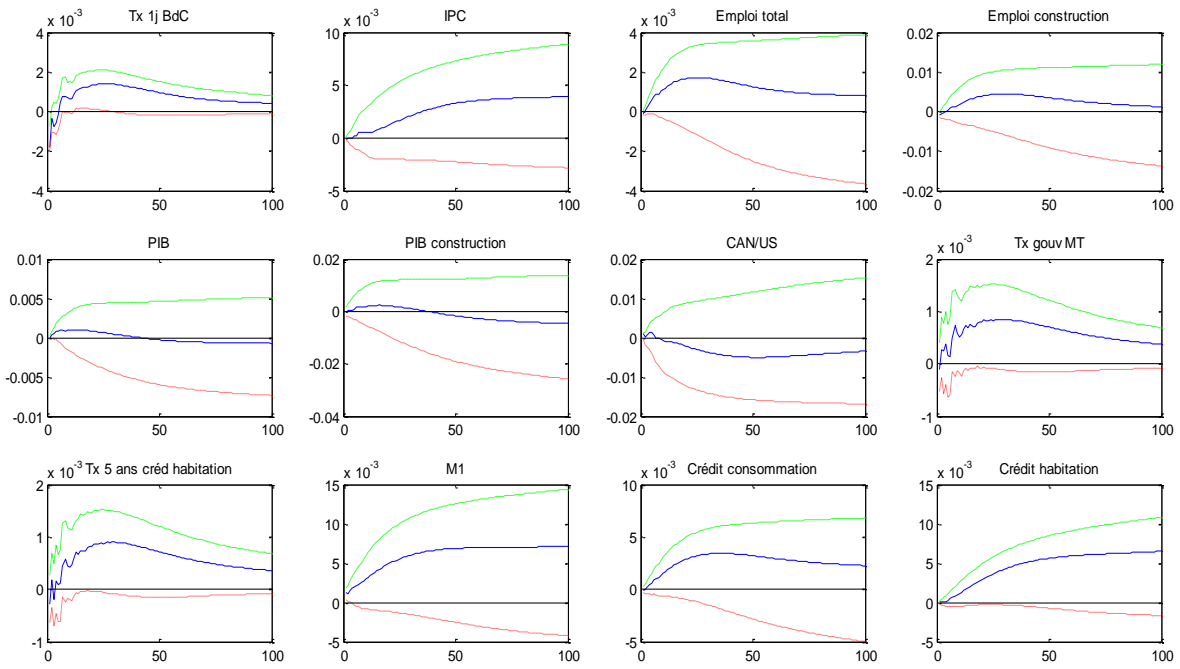 Tx 1j BdC
x 10-3
4
2
0
-2
-4
0 50 100
IPC
x 10-3
10
5
0
-5
0 50 100
Emploi total
x 10-3
4
2
0
-2
-4
0 50 100
Emploi construction
0.02
0.01
0
-0.01
-0.02
0 50 100
PIB
0.01
0.005
0
-0.005
-0.01
0 50 100
PIB construction
0.02
0
-0.02
-0.04
0 50 100
CAN/US
0.02
0.01
0
-0.01
-0.02
0 50 100
Tx gouv MT
x 10-3
2
1
0
-1
0 50 100
x 10-3 Tx 5 ans créd habitation
2
1
0
-1
0 50 100
M1
x 10-3
15
10
5
0
-5
0 50 100
Crédit consommation
x 10-3
10
5
0
-5
0 50 100
Crédit habitation
x 10-3
15
10
5
0
-5
0 50 100